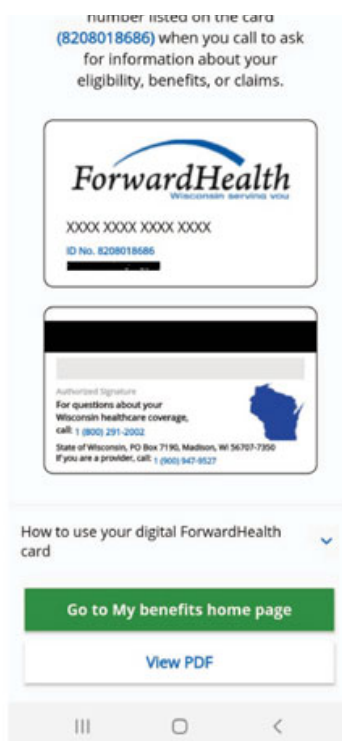 number listed on the card
(8208018686) when you call to ask
for information about your
eligibility, benefits, or claims.
ForwardHealth
Wisconsin serving you
XXXX XXXX XXXX XXXX
ID No. 8208018686
Authorized Signature
For questions about your
Wisconsin healthcare coverage,
call: 1 (800) 291-2002
State of Wisconsin, PO Box 7190, Madison, WI 56707-7350
If you are a provider, call: 1 (900) 947-9527
How to use your digital ForwardHealth
card
Go to My benefits home page
View PDF